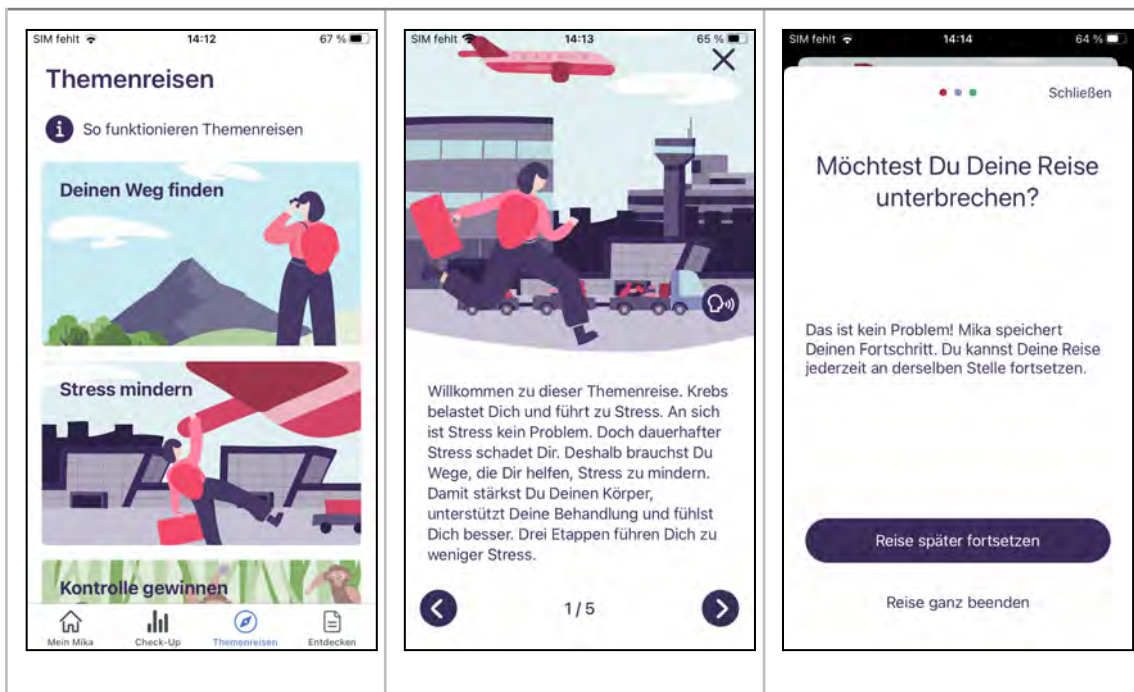 SIM fehlt 14:12 67 %
Themenreisen
i So funktionieren Themenreisen
Deinen Weg finden
Stress mindern
Kontrolle gewinnen
Mein Mika Check-Up Themenreisen Entdecken
SIM fehlt 14:13 65 %
Willkommen zu dieser Themenreise. Krebs
belastet Dich und führt zu Stress. An sich
ist Stress kein Problem. Doch dauerhafter
Stress schadet Dir. Deshalb brauchst Du
Wege, die Dir helfen, Stress zu mindern.
Damit stärkst Du Deinen Körper,
unterstützt Deine Behandlung und fühlst
Dich besser. Drei Etappen führen Dich zu
weniger Stress.
1/5
SIM fehlt 14:14 64 %
Schließen
Möchtest Du Deine Reise
unterbrechen?
Das ist kein Problem! Mika speichert
Deinen Fortschritt. Du kannst Deine Reise
jederzeit an derselben Stelle fortsetzen.
Reise später fortsetzen
Reise ganz beenden